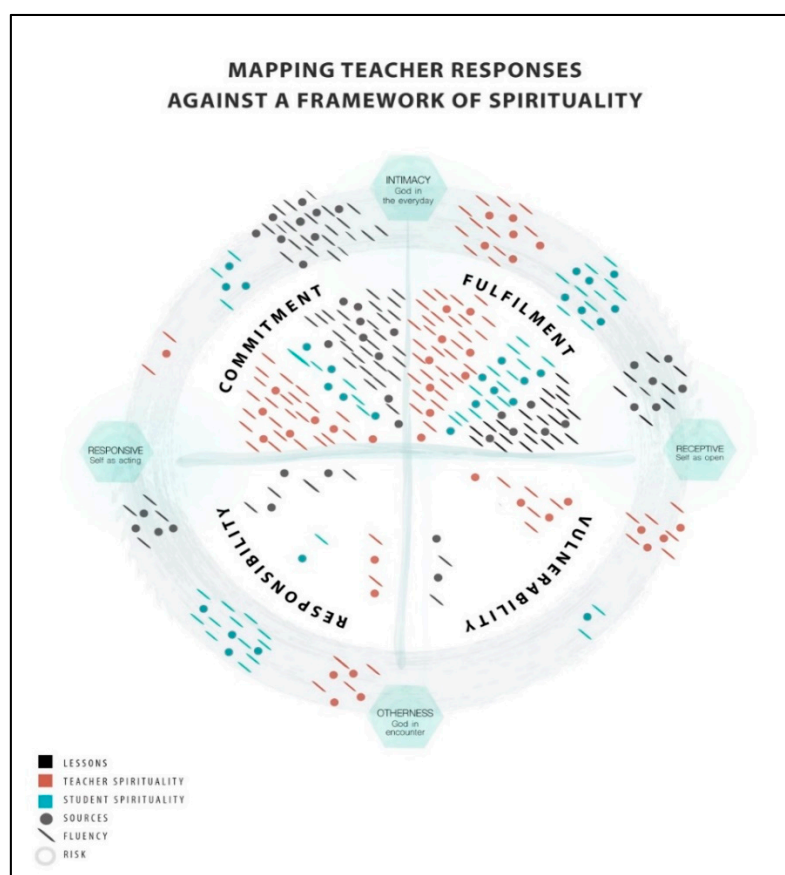 MAPPING TEACHER RESPONSES
AGAINST A FRAMEWORK OF SPIRITUALITY
INTIMACY
God in
the everyday
COMMITMENT
FULFILMENT
RESPONSIVE
Self as acting
RECEPTIVE
Self as open
RESPONSIBILITY
VULNERABILITY
OTHERNESS
God in
encounter
LESSONS
TEACHER SPIRITUALITY
STUDENT SPIRITUALITY
SOURCES
FLUENCY
RISK